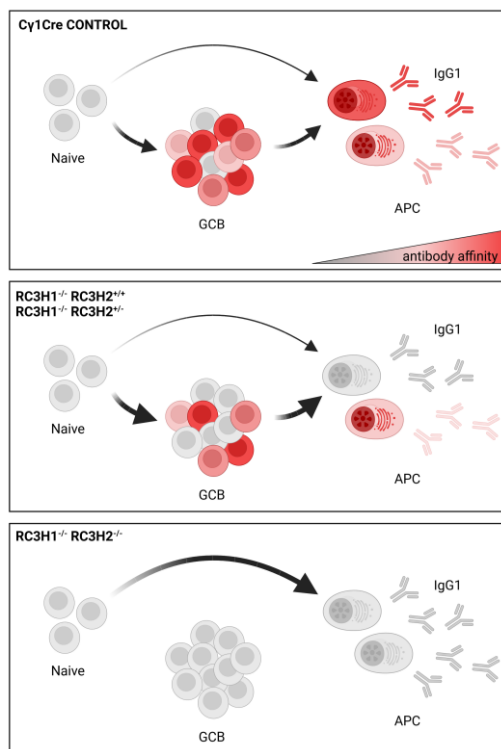 Cγ1Cre CONTROL
IgG1
Naive
GCB
APC
antibody affinity
RC3H1⁻/⁻ RC3H2⁺/⁺
RC3H1⁻/⁻ RC3H2⁺/⁻
IgG1
Naive
GCB
APC
RC3H1⁻/⁻ RC3H2⁻/⁻
IgG1
Naive
GCB
APC